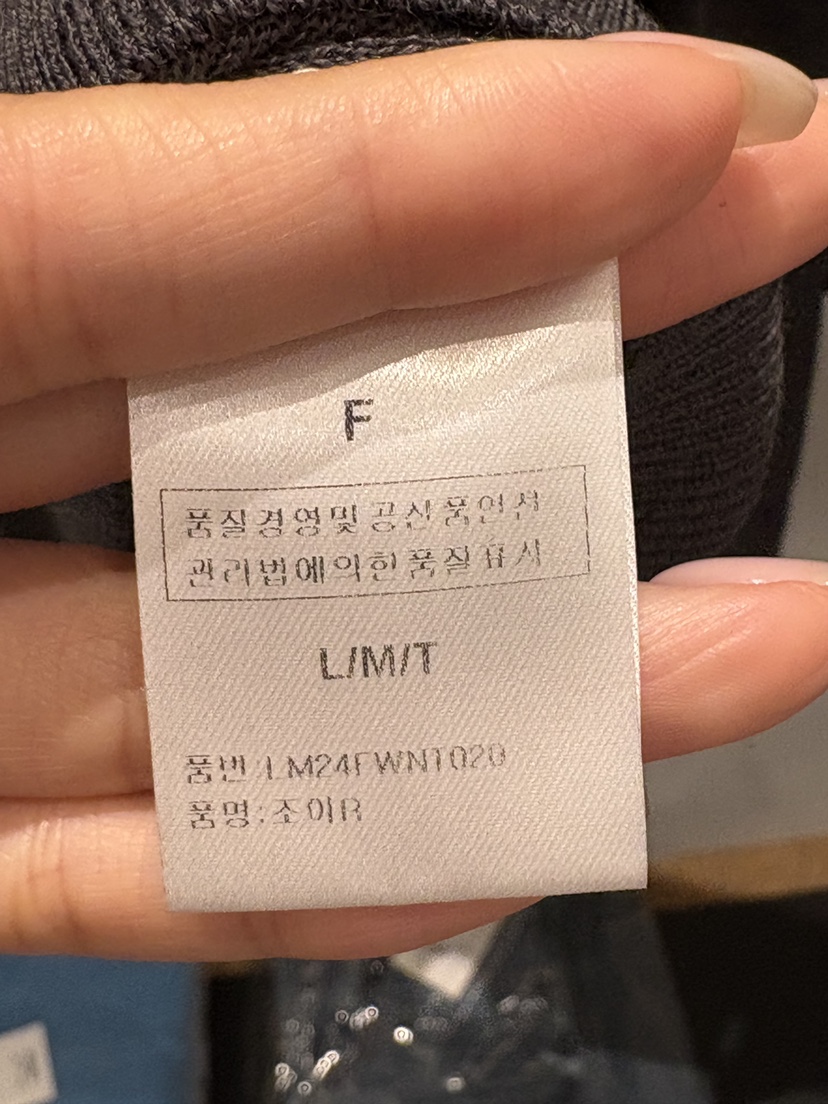 F
품질경영및공산품안전
관리법에의한품질표시
L/M/T
품번:LM24FWNT020
품명:조이R